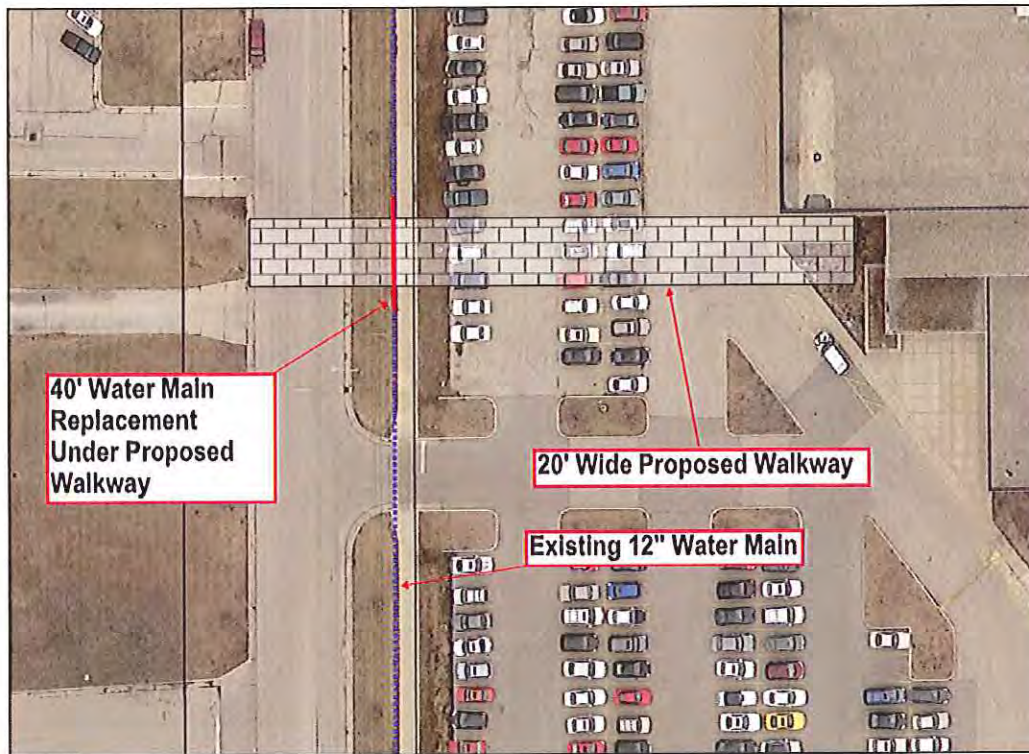 40' Water Main
Replacement
Under Proposed
Walkway
20' Wide Proposed Walkway
Existing 12" Water Main